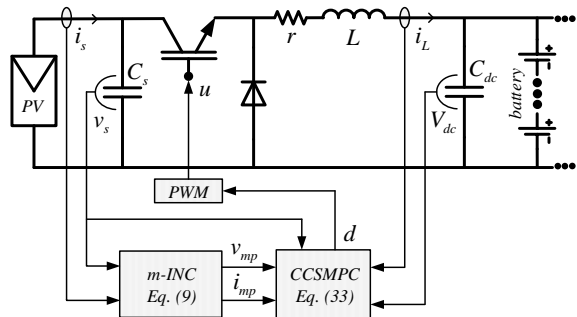 i_s
r
L
i_L
PV
C_s
v_s
u
C_dc
V_dc
battery
PWM
d
m-INC
Eq. (9)
v_mp
i_mp
CCSMPC
Eq. (33)